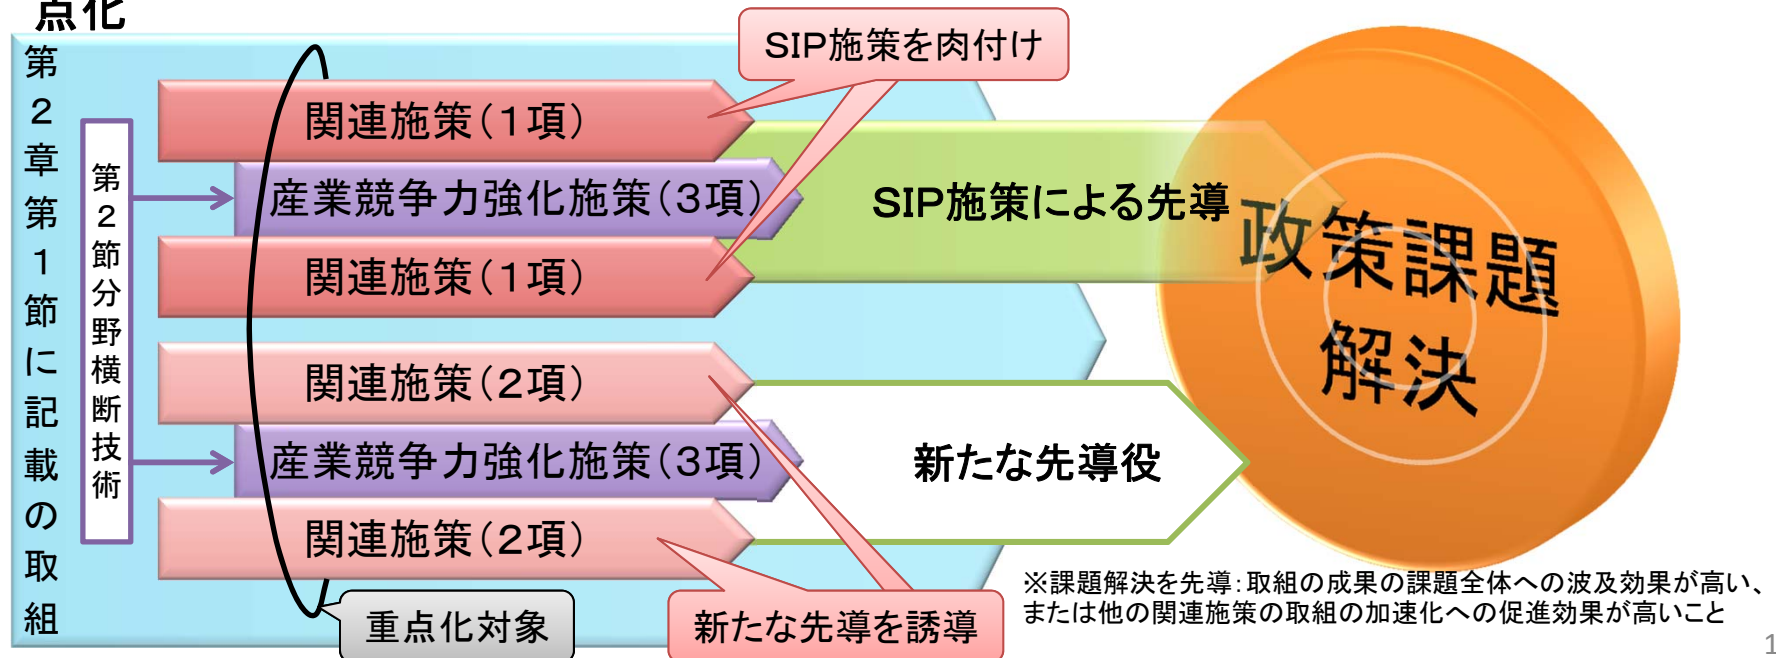 点化
第2章第1節に記載の取組
第2節分野横断技術
SIP施策を肉付け
関連施策(1項)
産業競争力強化施策(3項)
関連施策(1項)
SIP施策による先導
関連施策(2項)
産業競争力強化施策(3項)
関連施策(2項)
新たな先導役
政策課題
解決
重点化対象
新たな先導を誘導
※課題解決を先導:取組の成果の課題全体への波及効果が高い、
または他の関連施策の取組の加速化への促進効果が高いこと
1